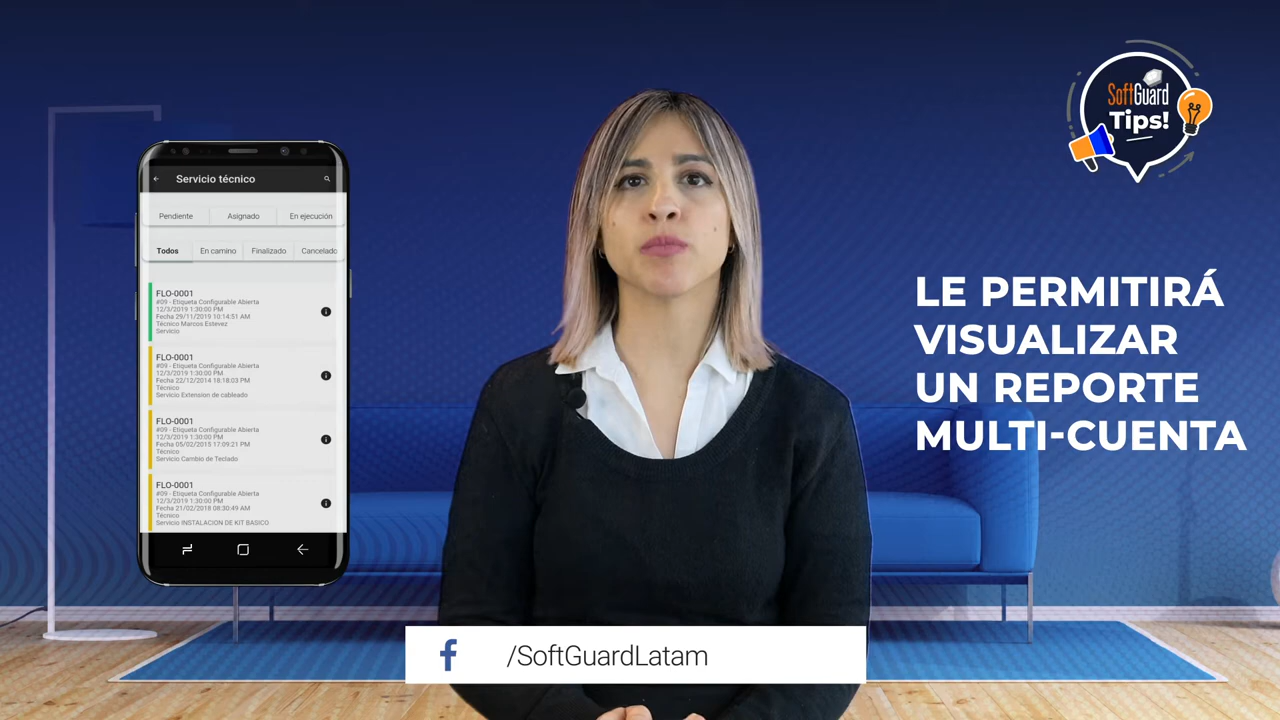 SoftGuard
Tips!
Servicio técnico
Pendiente
Asignado
En ejecución
Todos
En camino
Finalizado
Cancelado
FLO-0001
#09 - Etiqueta Configurable Abierta
12/3/2019 1:30:00 PM
Fecha 29/11/2019 10:14:51 AM
Técnico Marcos Estevez
Servicio
FLO-0001
#09 - Etiqueta Configurable Abierta
12/3/2019 1:30:00 PM
Fecha 22/12/2014 18:18:03 PM
Técnico
Servicio Extension de cableado
FLO-0001
#09 - Etiqueta Configurable Abierta
12/3/2019 1:30:00 PM
Fecha 05/02/2015 17:09:21 PM
Técnico
Servicio Cambio de Teclado
FLO-0001
#09 - Etiqueta Configurable Abierta
12/3/2019 1:30:00 PM
Fecha 21/02/2018 08:30:49 AM
Técnico
Servicio INSTALACION DE KIT BASICO
LE PERMITIRÁ
VISUALIZAR
UN REPORTE
MULTI-CUENTA
/SoftGuardLatam